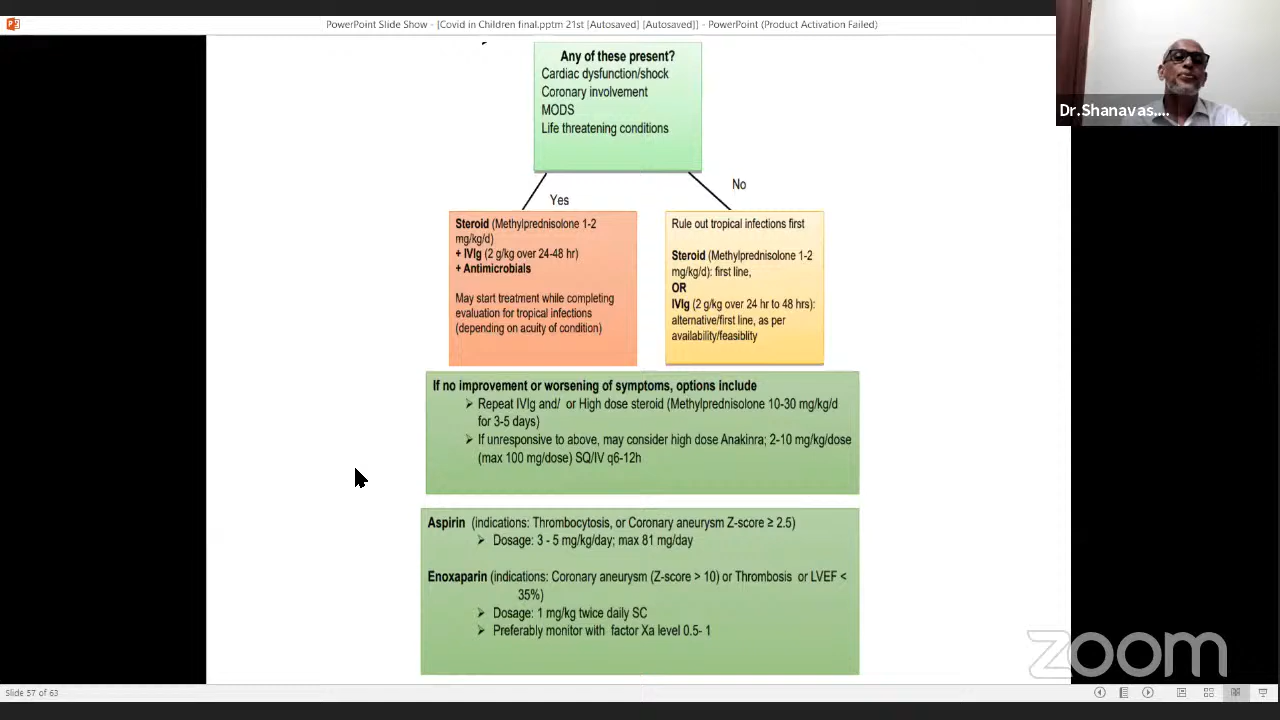 PowerPoint Slide Show - [Covid in Children final.pptm 21st [Autosaved] [Autosaved]] - PowerPoint (Product Activation Failed)
Dr.Shanavas....
Any of these present?
Cardiac dysfunction/shock
Coronary involvement
MODS
Life threatening conditions
Yes
No
Steroid (Methylprednisolone 1-2
mg/kg/d)
+ IVIg (2 g/kg over 24-48 hr)
+ Antimicrobials
May start treatment while completing
evaluation for tropical infections
(depending on acuity of condition)
Rule out tropical infections first
Steroid (Methylprednisolone 1-2
mg/kg/d): first line,
OR
IVIg (2 g/kg over 24 hr to 48 hrs):
alternative/first line, as per
availability/feasiblity
If no improvement or worsening of symptoms, options include
➢ Repeat IVIg and/ or High dose steroid (Methylprednisolone 10-30 mg/kg/d
for 3-5 days)
➢ If unresponsive to above, may consider high dose Anakinra; 2-10 mg/kg/dose
(max 100 mg/dose) SQ/IV q6-12h
Aspirin (indications: Thrombocytosis, or Coronary aneurysm Z-score ≥ 2.5)
➢ Dosage: 3 - 5 mg/kg/day; max 81 mg/day
Enoxaparin (indications: Coronary aneurysm (Z-score > 10) or Thrombosis or LVEF <
35%)
➢ Dosage: 1 mg/kg twice daily SC
➢ Preferably monitor with factor Xa level 0.5- 1
zoom
Slide 57 of 63